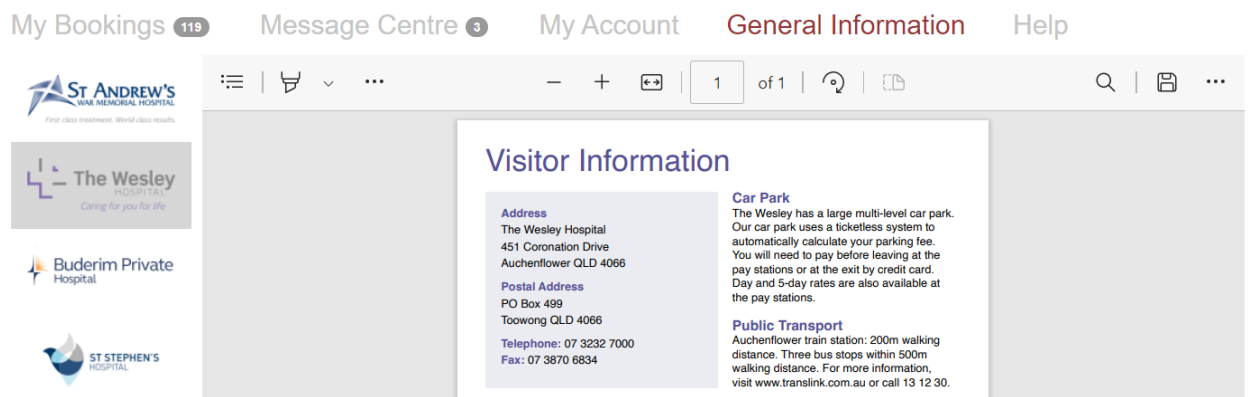 My Bookings 119
Message Centre 3
My Account
General Information
Help
ST ANDREW'S
WAR MEMORIAL HOSPITAL
First class treatment. World class results.
The Wesley
HOSPITAL
Caring for you for life
Buderim Private
Hospital
ST STEPHEN'S
HOSPITAL
1 of 1
Visitor Information
Address
The Wesley Hospital
451 Coronation Drive
Auchenflower QLD 4066
Postal Address
PO Box 499
Toowong QLD 4066
Telephone: 07 3232 7000
Fax: 07 3870 6834
Car Park
The Wesley has a large multi-level car park.
Our car park uses a ticketless system to
automatically calculate your parking fee.
You will need to pay before leaving at the
pay stations or at the exit by credit card.
Day and 5-day rates are also available at
the pay stations.
Public Transport
Auchenflower train station: 200m walking
distance. Three bus stops within 500m
walking distance. For more information,
visit www.translink.com.au or call 13 12 30.